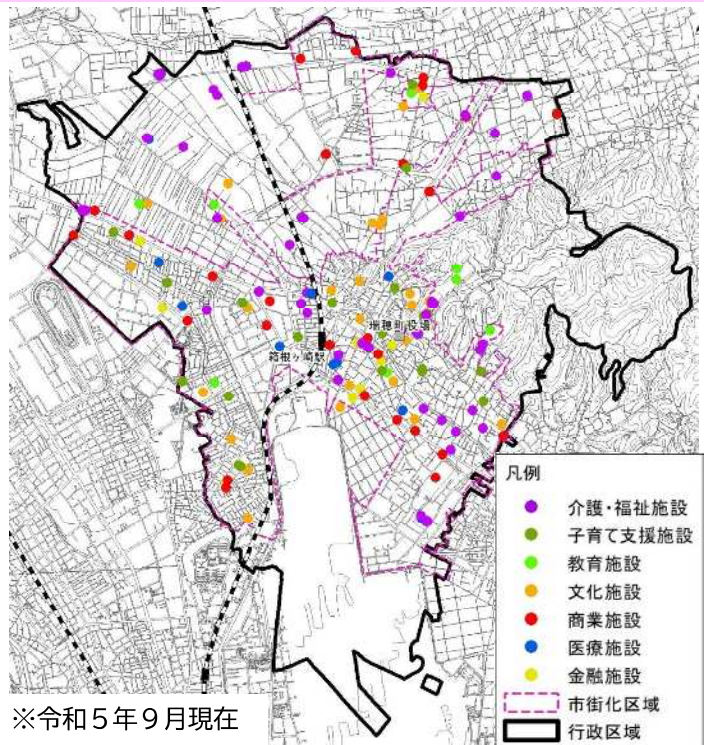 瑞穂町役場
箱根ヶ崎駅
凡例
介護・福祉施設
子育て支援施設
教育施設
文化施設
商業施設
医療施設
金融施設
市街化区域
行政区域
※令和５年９月現在